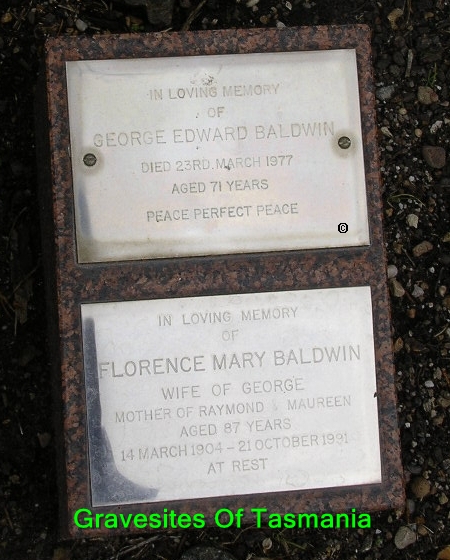 IN LOVING MEMORY
OF
GEORGE EDWARD BALDWIN
DIED 23RD. MARCH 1977
AGED 71 YEARS
PEACE PERFECT PEACE
©
IN LOVING MEMORY
OF
FLORENCE MARY BALDWIN
WIFE OF GEORGE
MOTHER OF RAYMOND & MAUREEN
AGED 87 YEARS
14 MARCH 1904 - 21 OCTOBER 1991
AT REST
Gravesites Of Tasmania